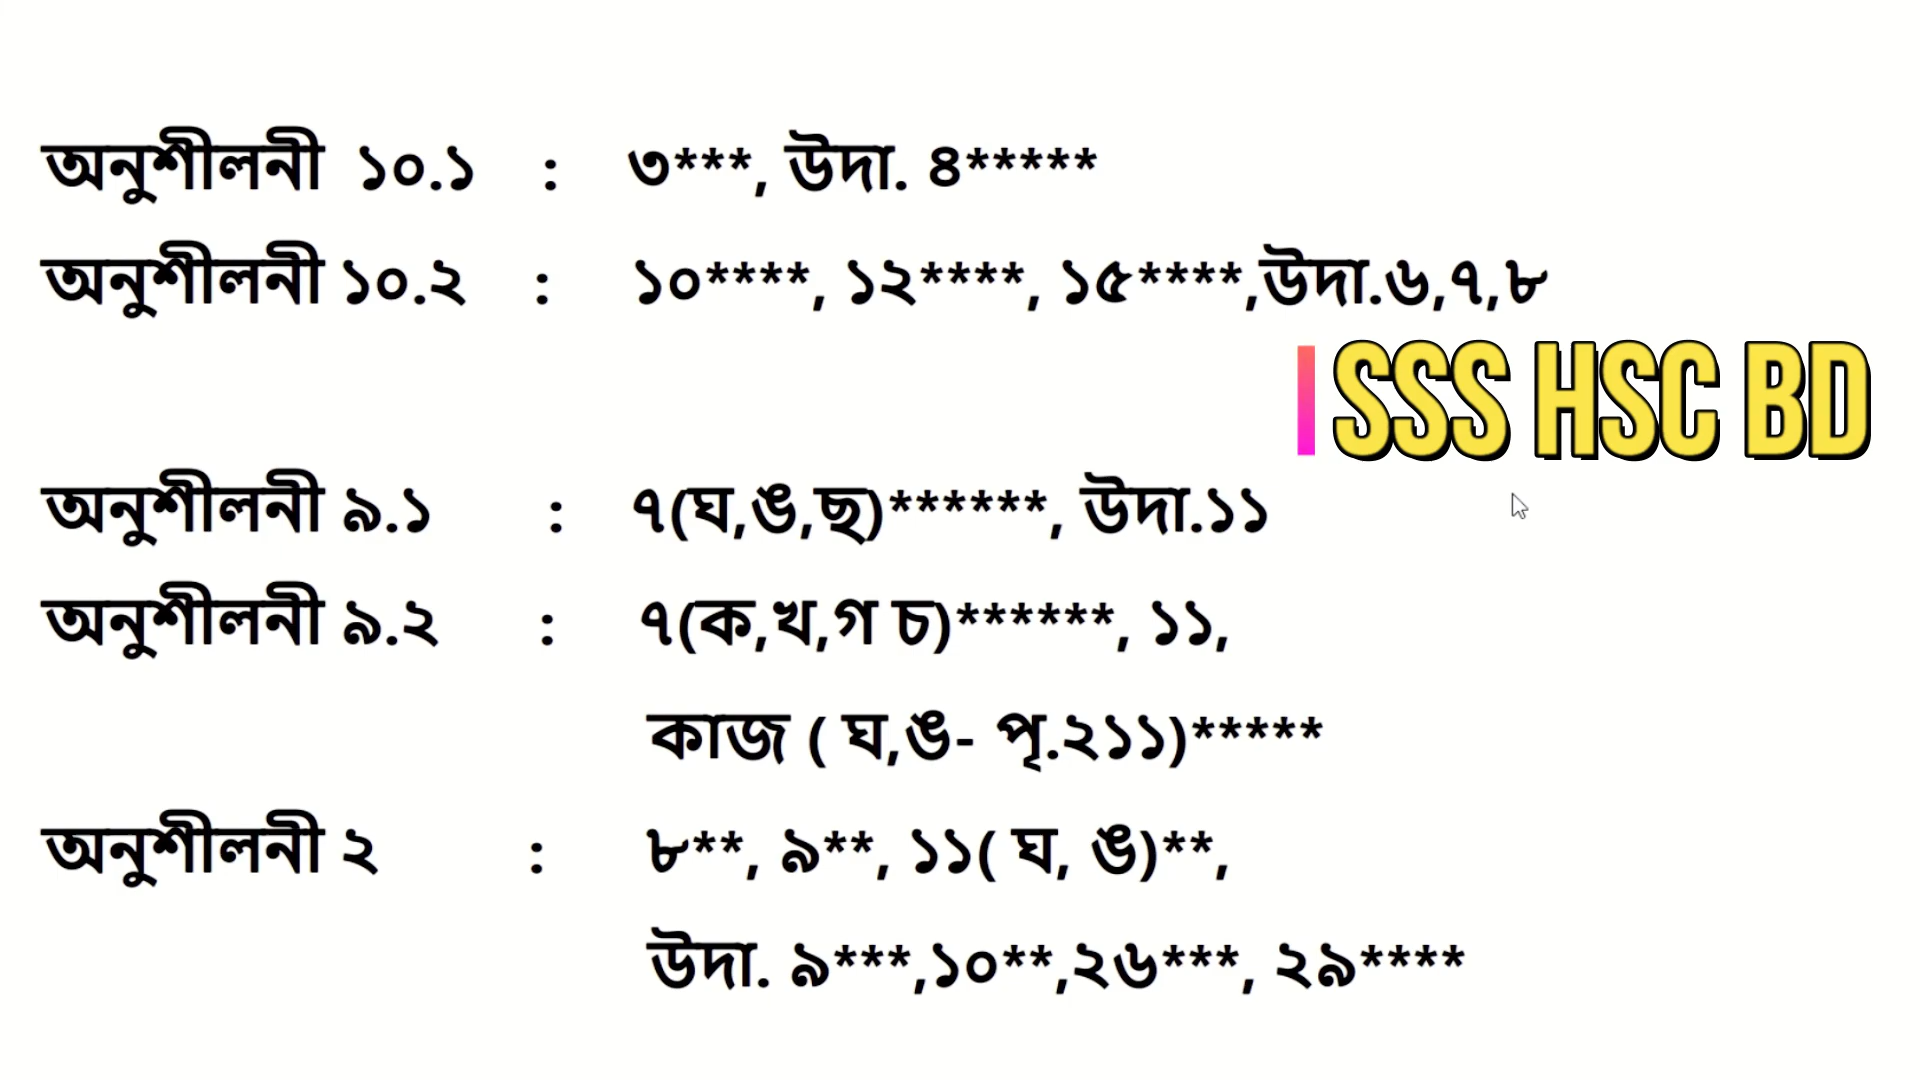 অনুশীলনী ১০.১ : ৩***, উদা. ৪*****
অনুশীলনী ১০.২ : ১০****, ১২****, ১৫****,উদা.৬,৭,৮
SSS HSC BD
অনুশীলনী ৯.১ : ৭(ঘ,ঙ,ছ)******, উদা.১১
অনুশীলনী ৯.২ : ৭(ক,খ,গ চ)******, ১১,
কাজ ( ঘ,ঙ- পৃ.২১১)*****
অনুশীলনী ২ : ৮**, ৯**, ১১( ঘ, ঙ)**,
উদা. ৯***,১০**,২৬***, ২৯****